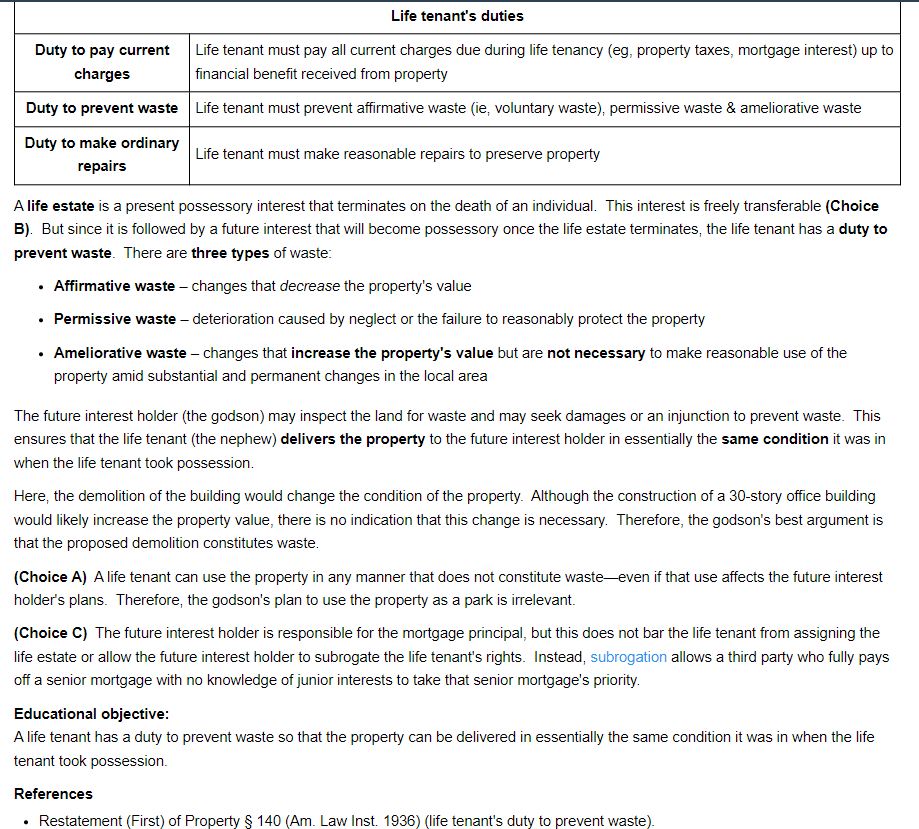 Life tenant's duties
Duty to pay current
charges
Life tenant must pay all current charges due during life tenancy (eg, property taxes, mortgage interest) up to
financial benefit received from property
Duty to prevent waste
Life tenant must prevent affirmative waste (ie, voluntary waste), permissive waste & ameliorative waste
Duty to make ordinary
repairs
Life tenant must make reasonable repairs to preserve property
A life estate is a present possessory interest that terminates on the death of an individual.  This interest is freely transferable (Choice
B).  But since it is followed by a future interest that will become possessory once the life estate terminates, the life tenant has a duty to
prevent waste.  There are three types of waste:
• Affirmative waste – changes that decrease the property's value
• Permissive waste – deterioration caused by neglect or the failure to reasonably protect the property
• Ameliorative waste – changes that increase the property's value but are not necessary to make reasonable use of the
property amid substantial and permanent changes in the local area
The future interest holder (the godson) may inspect the land for waste and may seek damages or an injunction to prevent waste.  This
ensures that the life tenant (the nephew) delivers the property to the future interest holder in essentially the same condition it was in
when the life tenant took possession.
Here, the demolition of the building would change the condition of the property.  Although the construction of a 30-story office building
would likely increase the property value, there is no indication that this change is necessary.  Therefore, the godson's best argument is
that the proposed demolition constitutes waste.
(Choice A)  A life tenant can use the property in any manner that does not constitute waste—even if that use affects the future interest
holder's plans.  Therefore, the godson's plan to use the property as a park is irrelevant.
(Choice C)  The future interest holder is responsible for the mortgage principal, but this does not bar the life tenant from assigning the
life estate or allow the future interest holder to subrogate the life tenant's rights.  Instead, subrogation allows a third party who fully pays
off a senior mortgage with no knowledge of junior interests to take that senior mortgage's priority.
Educational objective:
A life tenant has a duty to prevent waste so that the property can be delivered in essentially the same condition it was in when the life
tenant took possession.
References
• Restatement (First) of Property § 140 (Am. Law Inst. 1936) (life tenant's duty to prevent waste).